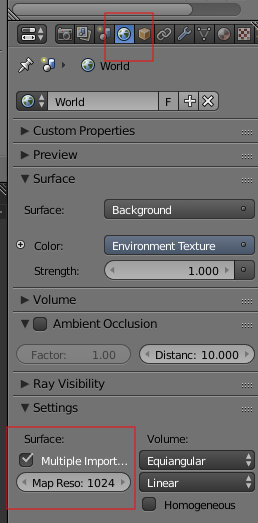 World
World
F
Custom Properties
Preview
Surface
Surface:
Background
Color:
Environment Texture
Strength:
1.000
Volume
Ambient Occlusion
Factor: 1.00
Distanc: 10.000
Ray Visibility
Settings
Surface:
Volume:
Multiple Import...
Equiangular
Map Reso: 1024
Linear
Homogeneous